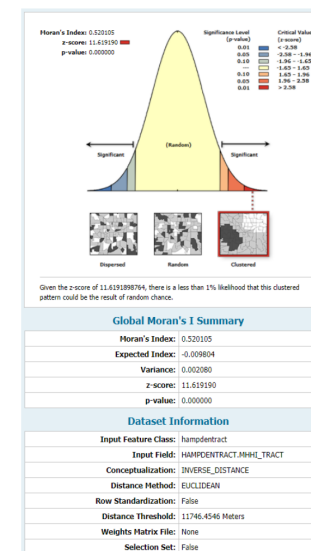 Moran's Index: 0.520105
z-score: 11.619190
p-value: 0.000000
Significance Level
(p-value)
Critical Value
(z-score)
0.01 < -2.58
0.05 -2.58 - -1.96
0.10 -1.96 - -1.65
--- -1.65 - 1.65
0.10 1.65 - 1.96
0.05 1.96 - 2.58
0.01 > 2.58
(Random)
Significant Significant
Dispersed Random Clustered
Given the z-score of 11.6191898764, there is a less than 1% likelihood that this clustered
pattern could be the result of random chance.
Global Moran's I Summary
Moran's Index: 0.520105
Expected Index: -0.009804
Variance: 0.002080
z-score: 11.619190
p-value: 0.000000
Dataset Information
Input Feature Class: hampdentract
Input Field: HAMPDENTRACT.MHHI_TRACT
Conceptualization: INVERSE_DISTANCE
Distance Method: EUCLIDEAN
Row Standardization: False
Distance Threshold: 11746.4546 Meters
Weights Matrix File: None
Selection Set: False